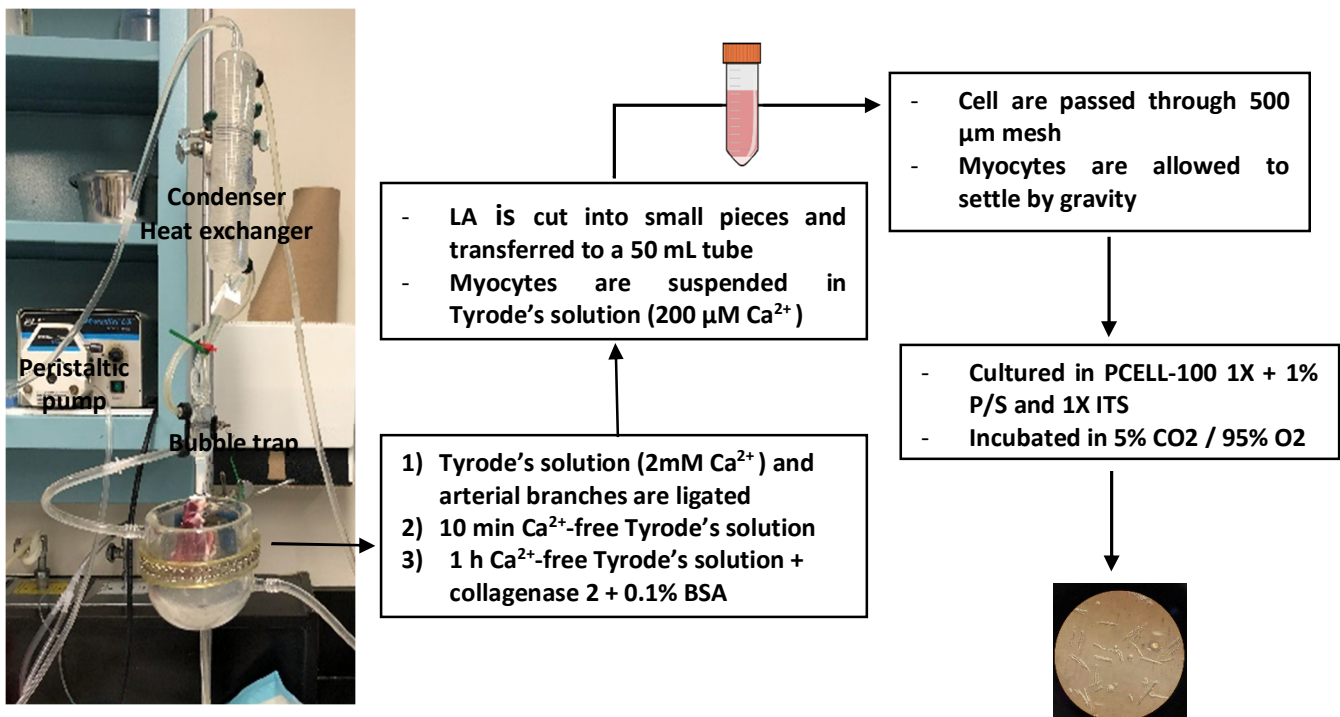 Condenser
Heat exchanger
Peristaltic
pump
Bubble trap
1) Tyrode’s solution (2mM Ca²⁺ ) and
arterial branches are ligated
2) 10 min Ca²⁺-free Tyrode’s solution
3) 1 h Ca²⁺-free Tyrode’s solution +
collagenase 2 + 0.1% BSA
- LA is cut into small pieces and
transferred to a 50 mL tube
- Myocytes are suspended in
Tyrode’s solution (200 µM Ca²⁺ )
- Cell are passed through 500
µm mesh
- Myocytes are allowed to
settle by gravity
- Cultured in PCELL-100 1X + 1%
P/S and 1X ITS
- Incubated in 5% CO2 / 95% O2